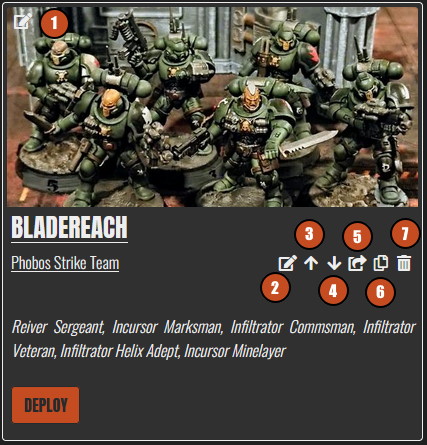 1
BLADEREACH
3
5
7
Phobos Strike Team
2
4
6
Reiver Sergeant, Incursor Marksman, Infiltrator Commsman, Infiltrator
Veteran, Infiltrator Helix Adept, Incursor Minelayer
DEPLOY